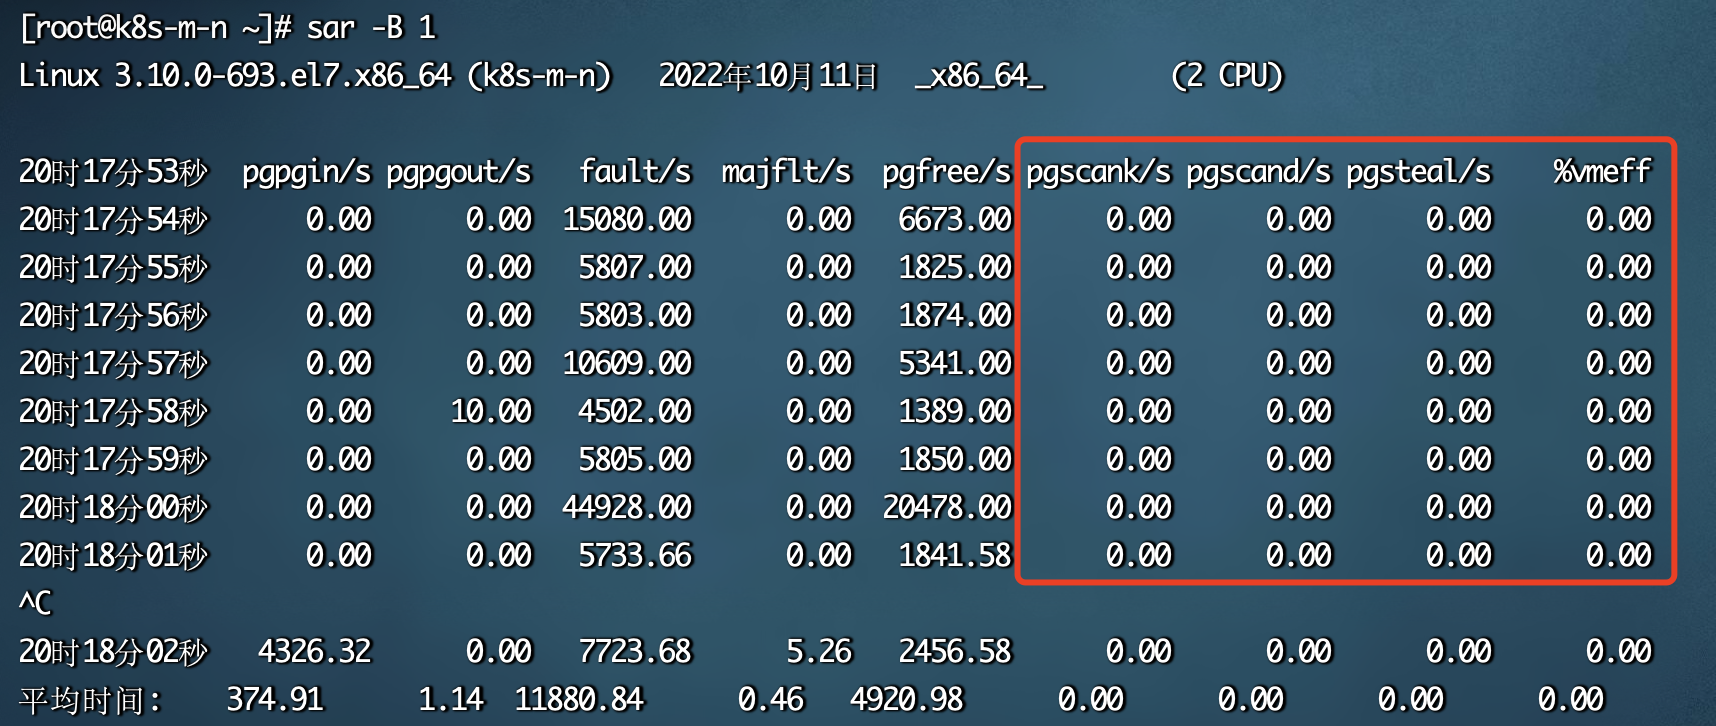 [root@k8s-m-n ~]# sar -B 1
Linux 3.10.0-693.el7.x86_64 (k8s-m-n) 2022年10月11日 _x86_64_ (2 CPU)
20时17分53秒 pgpgin/s pgpgout/s fault/s majflt/s pgfree/s pgscank/s pgscand/s pgsteal/s %vmeff
20时17分54秒 0.00 0.00 15080.00 0.00 6673.00 0.00 0.00 0.00 0.00
20时17分55秒 0.00 0.00 5807.00 0.00 1825.00 0.00 0.00 0.00 0.00
20时17分56秒 0.00 0.00 5803.00 0.00 1874.00 0.00 0.00 0.00 0.00
20时17分57秒 0.00 0.00 10609.00 0.00 5341.00 0.00 0.00 0.00 0.00
20时17分58秒 0.00 10.00 4502.00 0.00 1389.00 0.00 0.00 0.00 0.00
20时17分59秒 0.00 0.00 5805.00 0.00 1850.00 0.00 0.00 0.00 0.00
20时18分00秒 0.00 0.00 44928.00 0.00 20478.00 0.00 0.00 0.00 0.00
20时18分01秒 0.00 0.00 5733.66 0.00 1841.58 0.00 0.00 0.00 0.00
^C
20时18分02秒 4326.32 0.00 7723.68 5.26 2456.58 0.00 0.00 0.00 0.00
平均时间: 374.91 1.14 11880.84 0.46 4920.98 0.00 0.00 0.00 0.00